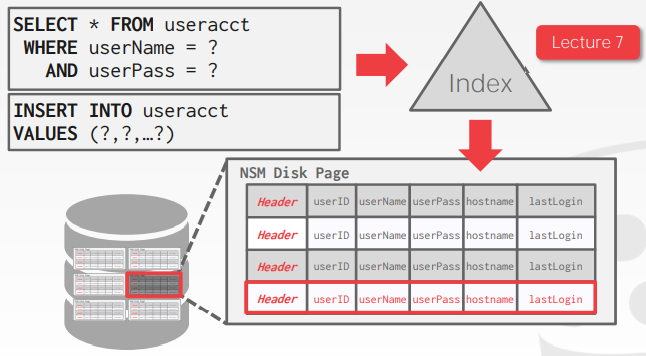 SELECT * FROM useracct
WHERE userName = ?
AND userPass = ?
INSERT INTO useracct
VALUES (?,?,…?)
Index
Lecture 7
NSM Disk Page
Header userID userName userPass hostname lastLogin
Header userID userName userPass hostname lastLogin
Header userID userName userPass hostname lastLogin
Header userID userName userPass hostname lastLogin